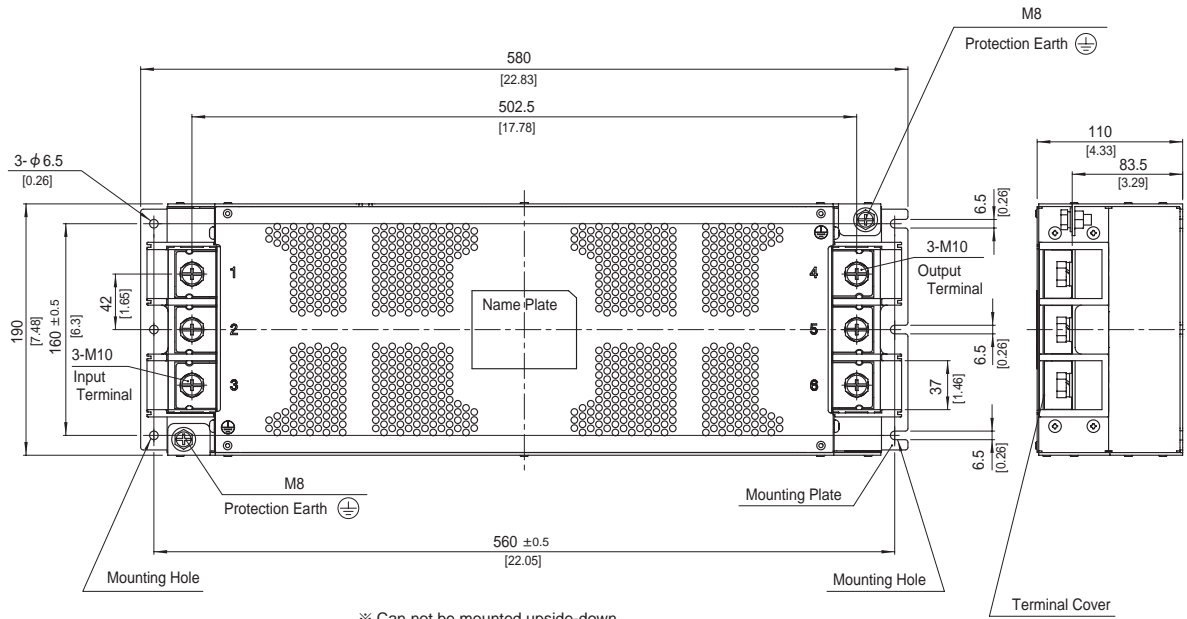 M8
Protection Earth ⏚
580
[22.83]
502.5
[17.78]
110
[4.33]
83.5
[3.29]
3-ϕ6.5
[0.26]
6.5
[0.26]
3-M10
Output
Terminal
1
4
42
[1.65]
Name Plate
190
[7.48]
160 ±0.5
[6.3]
2
5
6.5
[0.26]
3-M10
Input
Terminal
3
6
37
[1.46]
6.5
[0.26]
M8
Protection Earth ⏚
Mounting Plate
560 ±0.5
[22.05]
Mounting Hole
Mounting Hole
Terminal Cover
※ Can not be mounted upside-down